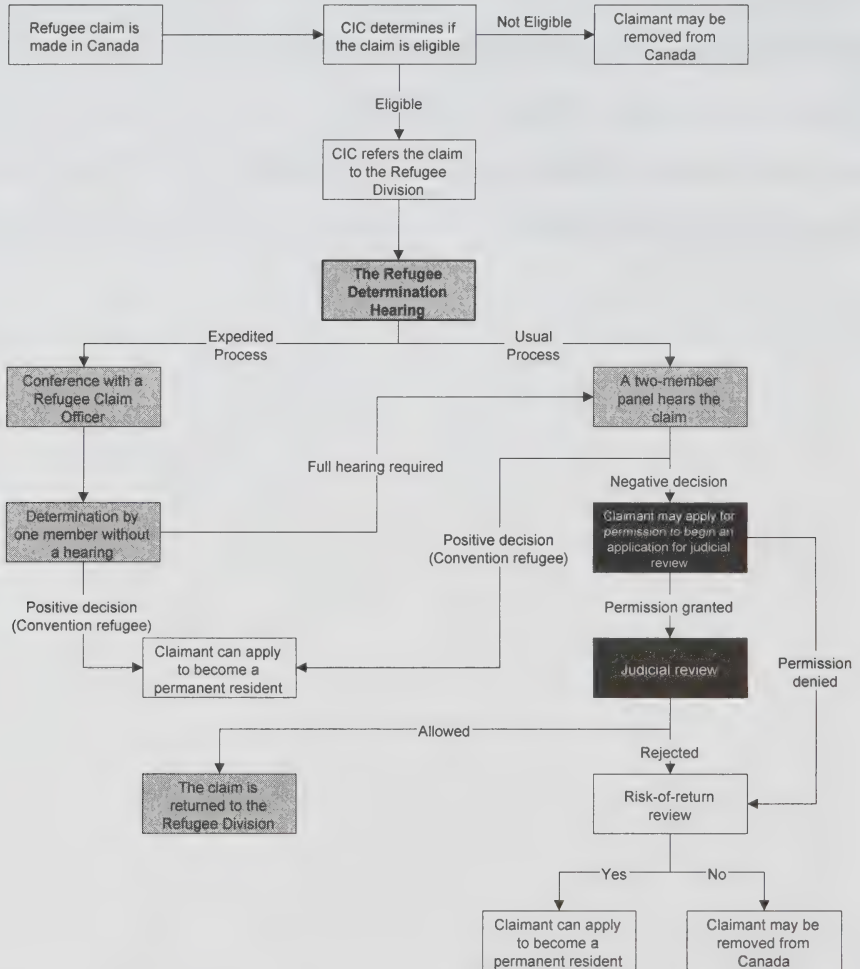 Refugee claim is
made in Canada
CIC determines if
the claim is eligible
Not Eligible
Claimant may be
removed from
Canada
Eligible
CIC refers the claim
to the Refugee
Division
The Refugee
Determination
Hearing
Expedited
Process
Usual
Process
Conference with a
Refugee Claim
Officer
A two-member
panel hears the
claim
Full hearing required
Negative decision
Determination by
one member without
a hearing
Positive decision
(Convention refugee)
Claimant may apply for
permission to begin an
application for judicial
review
Positive decision
(Convention refugee)
Permission granted
Claimant can apply
to become a
permanent resident
Judicial review
Permission
denied
Allowed
Rejected
The claim is
returned to the
Refugee Division
Risk-of-return
review
Yes
No
Claimant can apply
to become a
permanent resident
Claimant may be
removed from
Canada